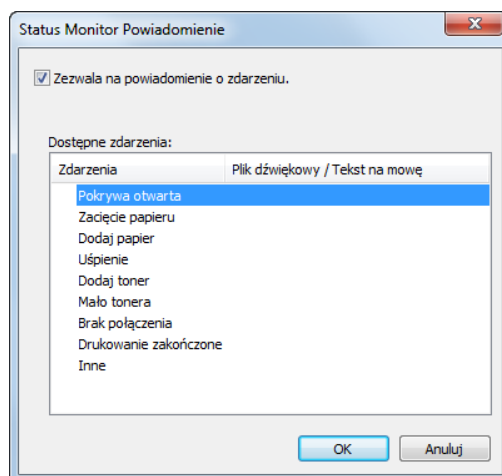 Status Monitor Powiadomienie
Zezwala na powiadomienie o zdarzeniu.
Dostępne zdarzenia:
Zdarzenia Plik dźwiękowy / Tekst na mowę
Pokrywa otwarta
Zacięcie papieru
Dodaj papier
Uśpienie
Dodaj toner
Mało tonera
Brak połączenia
Drukowanie zakończone
Inne
OK Anuluj